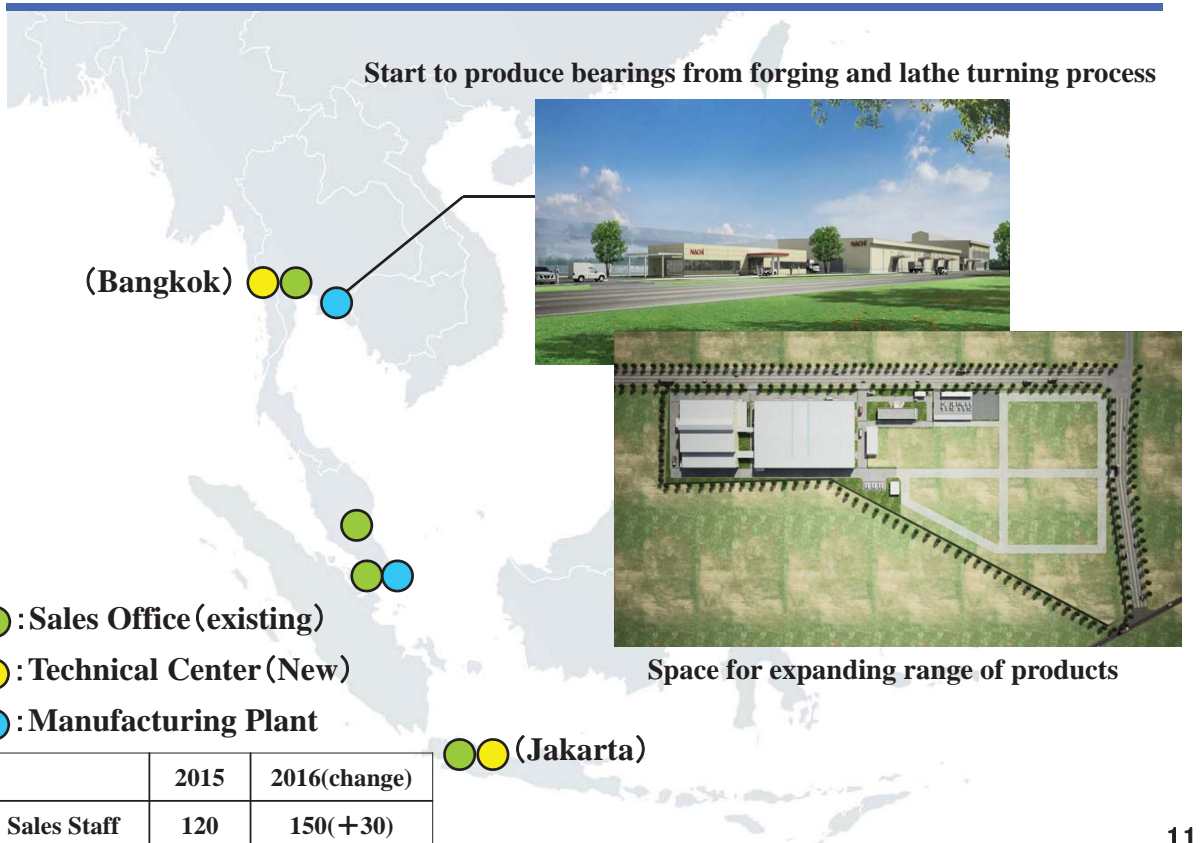 Start to produce bearings from forging and lathe turning process
NACHI
NACHI
（Bangkok）
Space for expanding range of products
：Sales Office（existing）
：Technical Center（New）
：Manufacturing Plant
（Jakarta）
2015 2016(change)
Sales Staff 120 150(＋30)
11